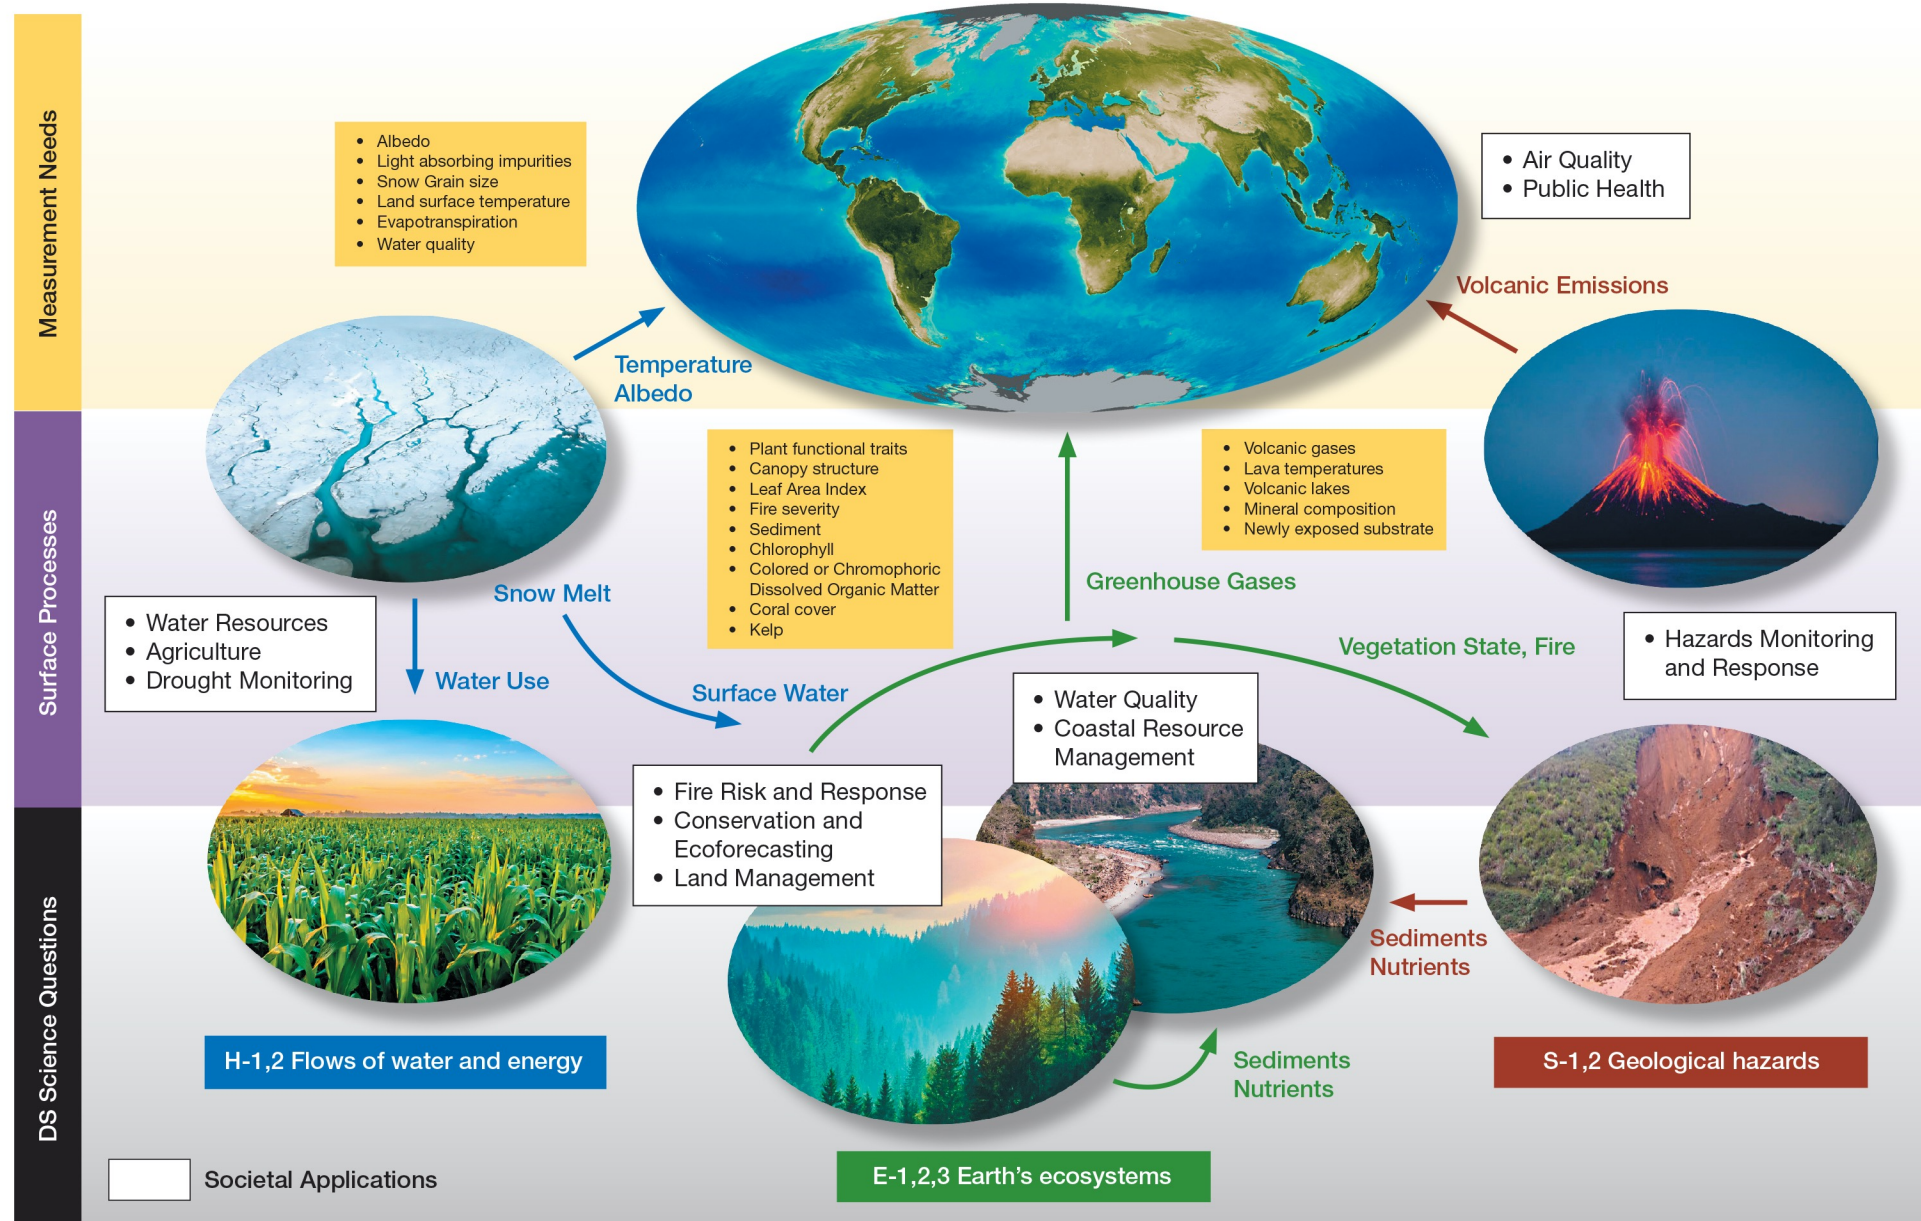 Measurement Needs
• Albedo
• Light absorbing impurities
• Snow Grain size
• Land surface temperature
• Evapotranspiration
• Water quality
• Air Quality
• Public Health
Volcanic Emissions
Temperature
Albedo
Surface Processes
• Plant functional traits
• Canopy structure
• Leaf Area Index
• Fire severity
• Sediment
• Chlorophyll
• Colored or Chromophoric
Dissolved Organic Matter
• Coral cover
• Kelp
• Volcanic gases
• Lava temperatures
• Volcanic lakes
• Mineral composition
• Newly exposed substrate
Greenhouse Gases
Snow Melt
• Water Resources
• Agriculture
• Drought Monitoring
Water Use
Surface Water
Vegetation State, Fire
• Hazards Monitoring
and Response
• Water Quality
• Coastal Resource
Management
• Fire Risk and Response
• Conservation and
Ecoforecasting
• Land Management
DS Science Questions
Sediments
Nutrients
H-1,2 Flows of water and energy
Sediments
Nutrients
S-1,2 Geological hazards
E-1,2,3 Earth's ecosystems
Societal Applications